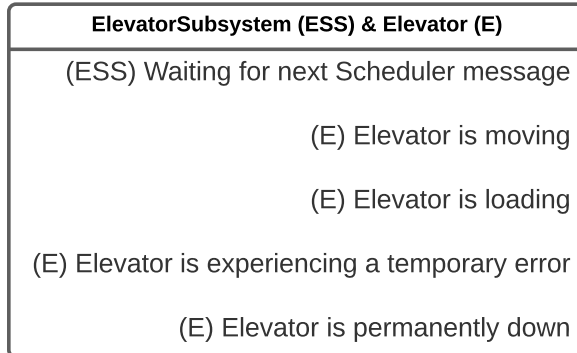 ElevatorSubsystem (ESS) & Elevator (E)
(ESS) Waiting for next Scheduler message
(E) Elevator is moving
(E) Elevator is loading
(E) Elevator is experiencing a temporary error
(E) Elevator is permanently down